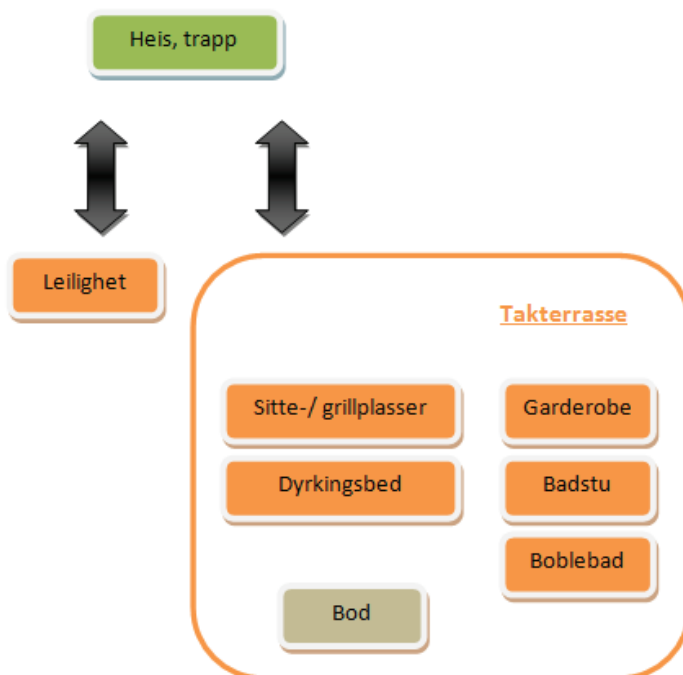 Heis, trapp
Leilighet
Takterrasse
Sitte-/ grillplasser
Garderobe
Dyrkingsbed
Badstu
Boblebad
Bod